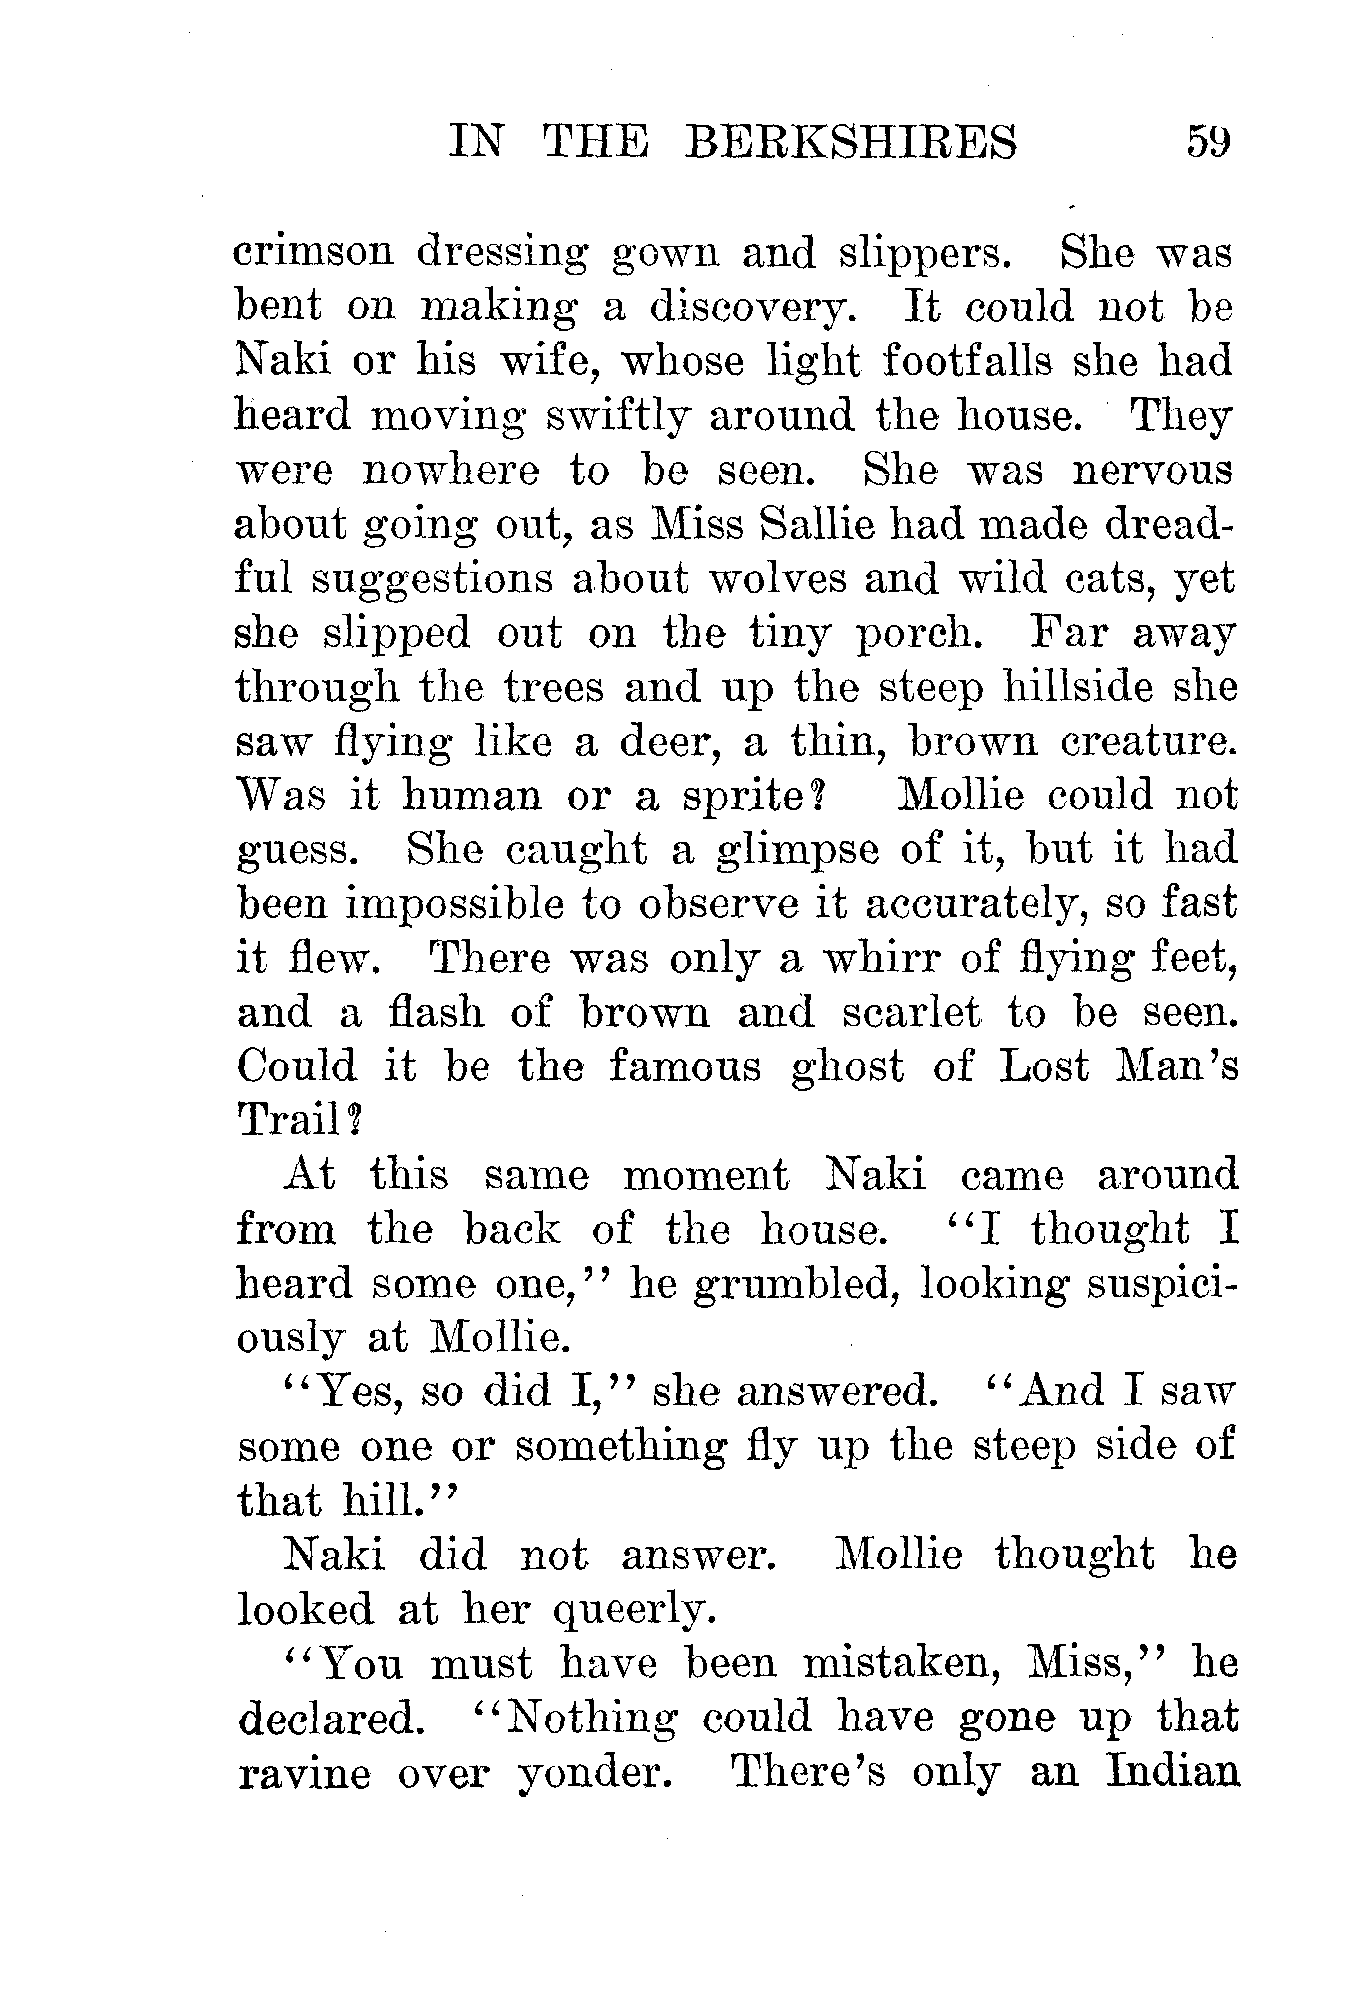 IN THE BERKSHIRES 59
crimson dressing gown and slippers. She was
bent on making a discovery. It could not be
Naki or his wife, whose light footfalls she had
heard moving swiftly around the house. They
were nowhere to be seen. She was nervous
about going out, as Miss Sallie had made dread-
ful suggestions about wolves and wild cats, yet
she slipped out on the tiny porch. Far away
through the trees and up the steep hillside she
saw flying like a deer, a thin, brown creature.
Was it human or a sprite? Mollie could not
guess. She caught a glimpse of it, but it had
been impossible to observe it accurately, so fast
it flew. There was only a whirr of flying feet,
and a flash of brown and scarlet to be seen.
Could it be the famous ghost of Lost Man's
Trail?
At this same moment Naki came around
from the back of the house. "I thought I
heard some one," he grumbled, looking suspici-
ously at Mollie.
"Yes, so did I," she answered. "And I saw
some one or something fly up the steep side of
that hill."
Naki did not answer. Mollie thought he
looked at her queerly.
"You must have been mistaken, Miss," he
declared. "Nothing could have gone up that
ravine over yonder. There's only an Indian